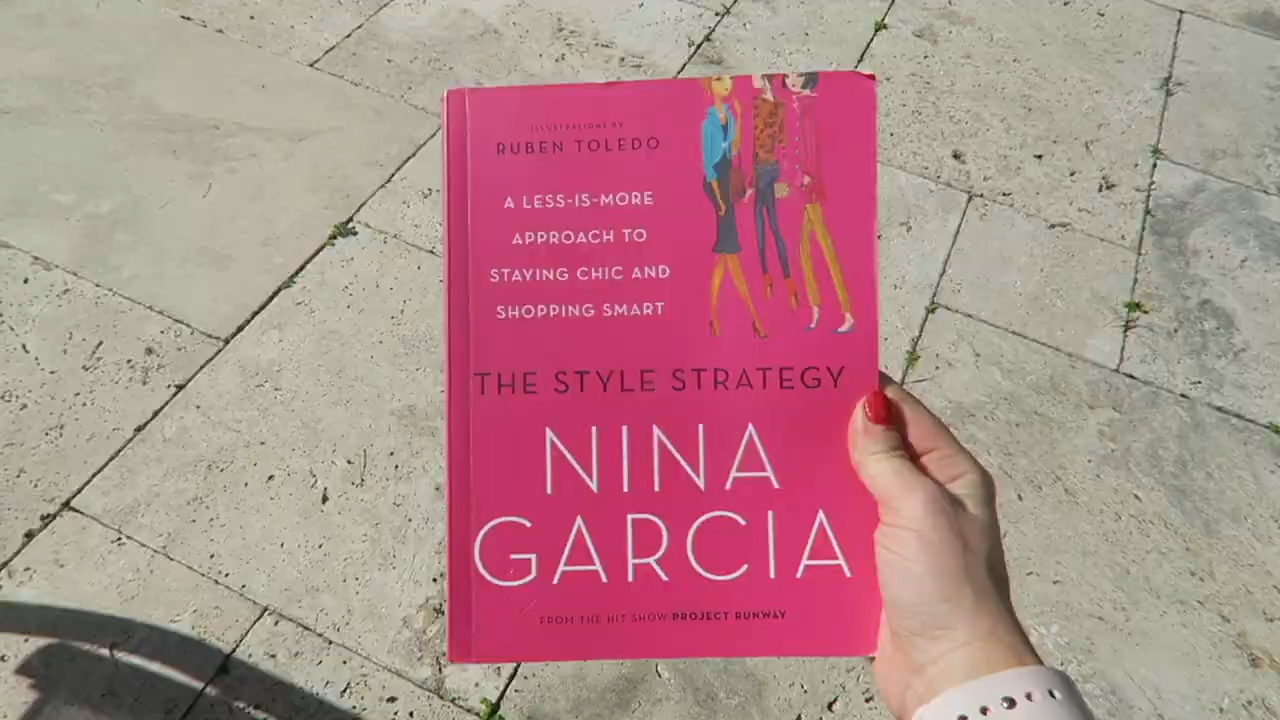 ILLUSTRATIONS BY
RUBEN TOLEDO
A LESS-IS-MORE
APPROACH TO
STAYING CHIC AND
SHOPPING SMART
THE STYLE STRATEGY
NINA
GARCIA
FROM THE HIT SHOW PROJECT RUNWAY